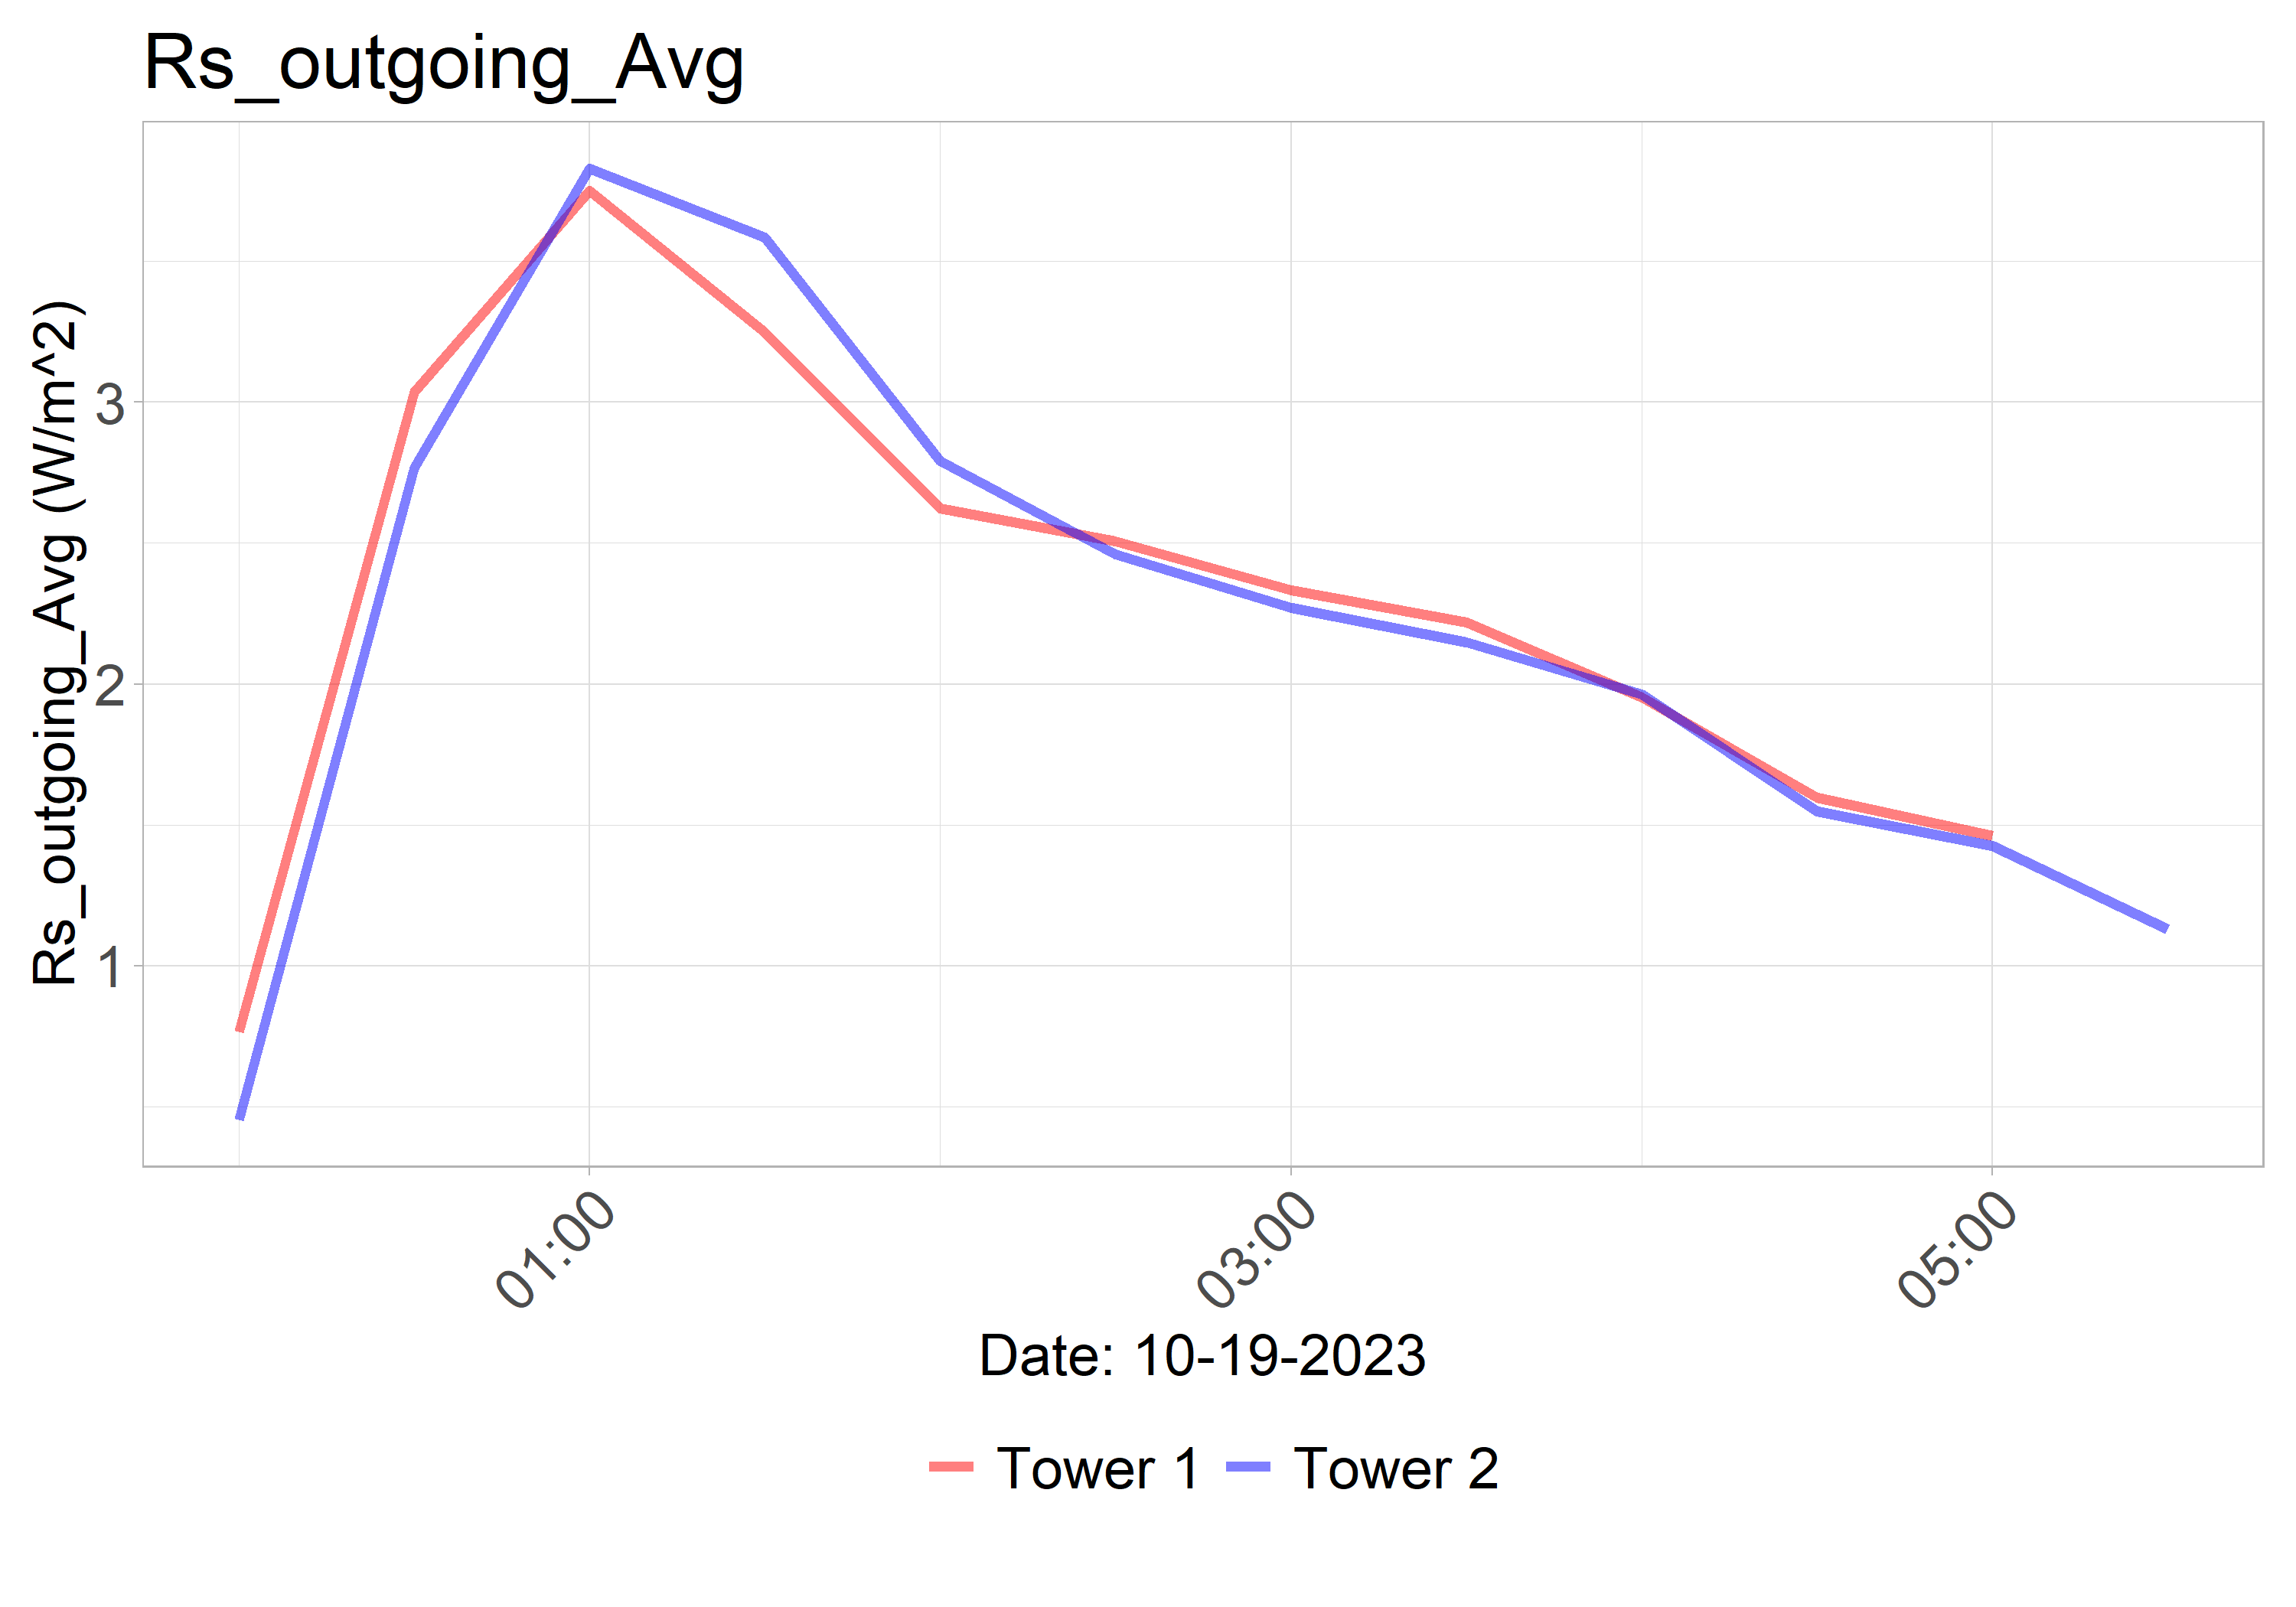 Rs_outgoing_Avg
Rs_outgoing_Avg (W/m^2)
3
2
1
01:00
03:00
05:00
Date: 10-19-2023
Tower 1
Tower 2